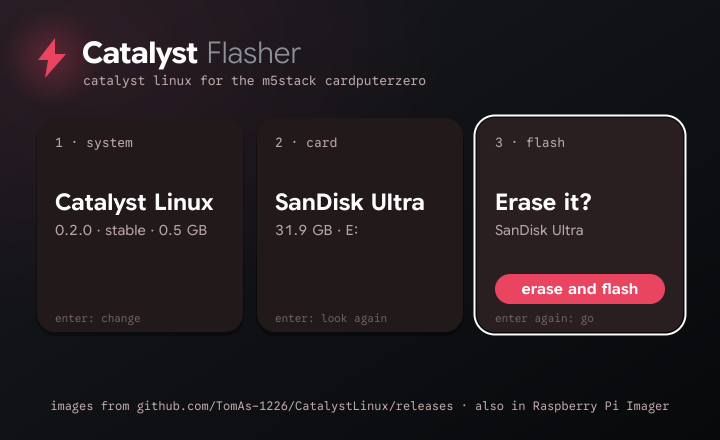 Catalyst Flasher
catalyst linux for the m5stack cardputerzero
1 · system
Catalyst Linux
0.2.0 · stable · 0.5 GB
enter: change
2 · card
SanDisk Ultra
31.9 GB · E:
enter: look again
3 · flash
Erase it?
SanDisk Ultra
erase and flash
enter again: go
images from github.com/TomAs-1226/CatalystLinux/releases · also in Raspberry Pi Imager